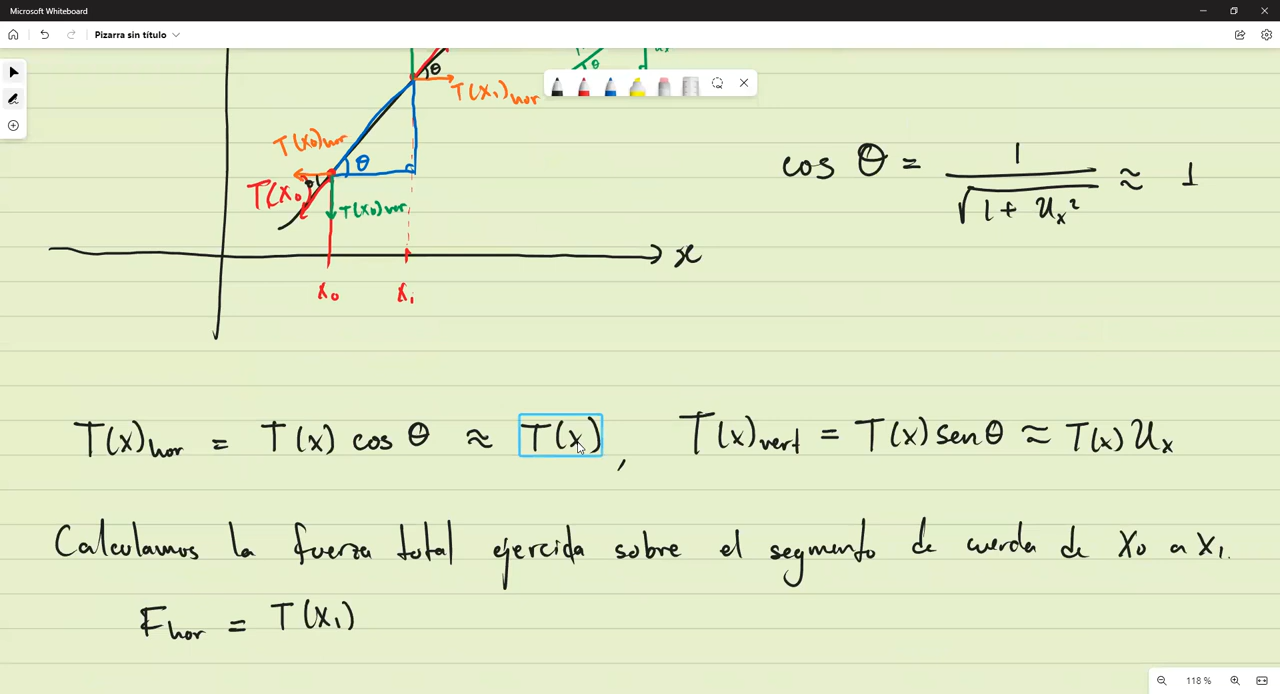 Microsoft Whiteboard
Pizarra sin título
θ
θ
T(x₁)hor
T(x₀)hor
θ
T(x₀)
θ
T(x₀)ver
x
x₀
x₁
cos θ = 1 / √(1 + Uₓ²) ≈ 1
T(x)hor = T(x) cos θ ≈ T(x), T(x)vert = T(x) sen θ ≈ T(x) Uₓ
Calculamos la fuerza total ejercida sobre el segmento de cuerda de X₀ a X₁.
Fhor = T(X₁)
118 %